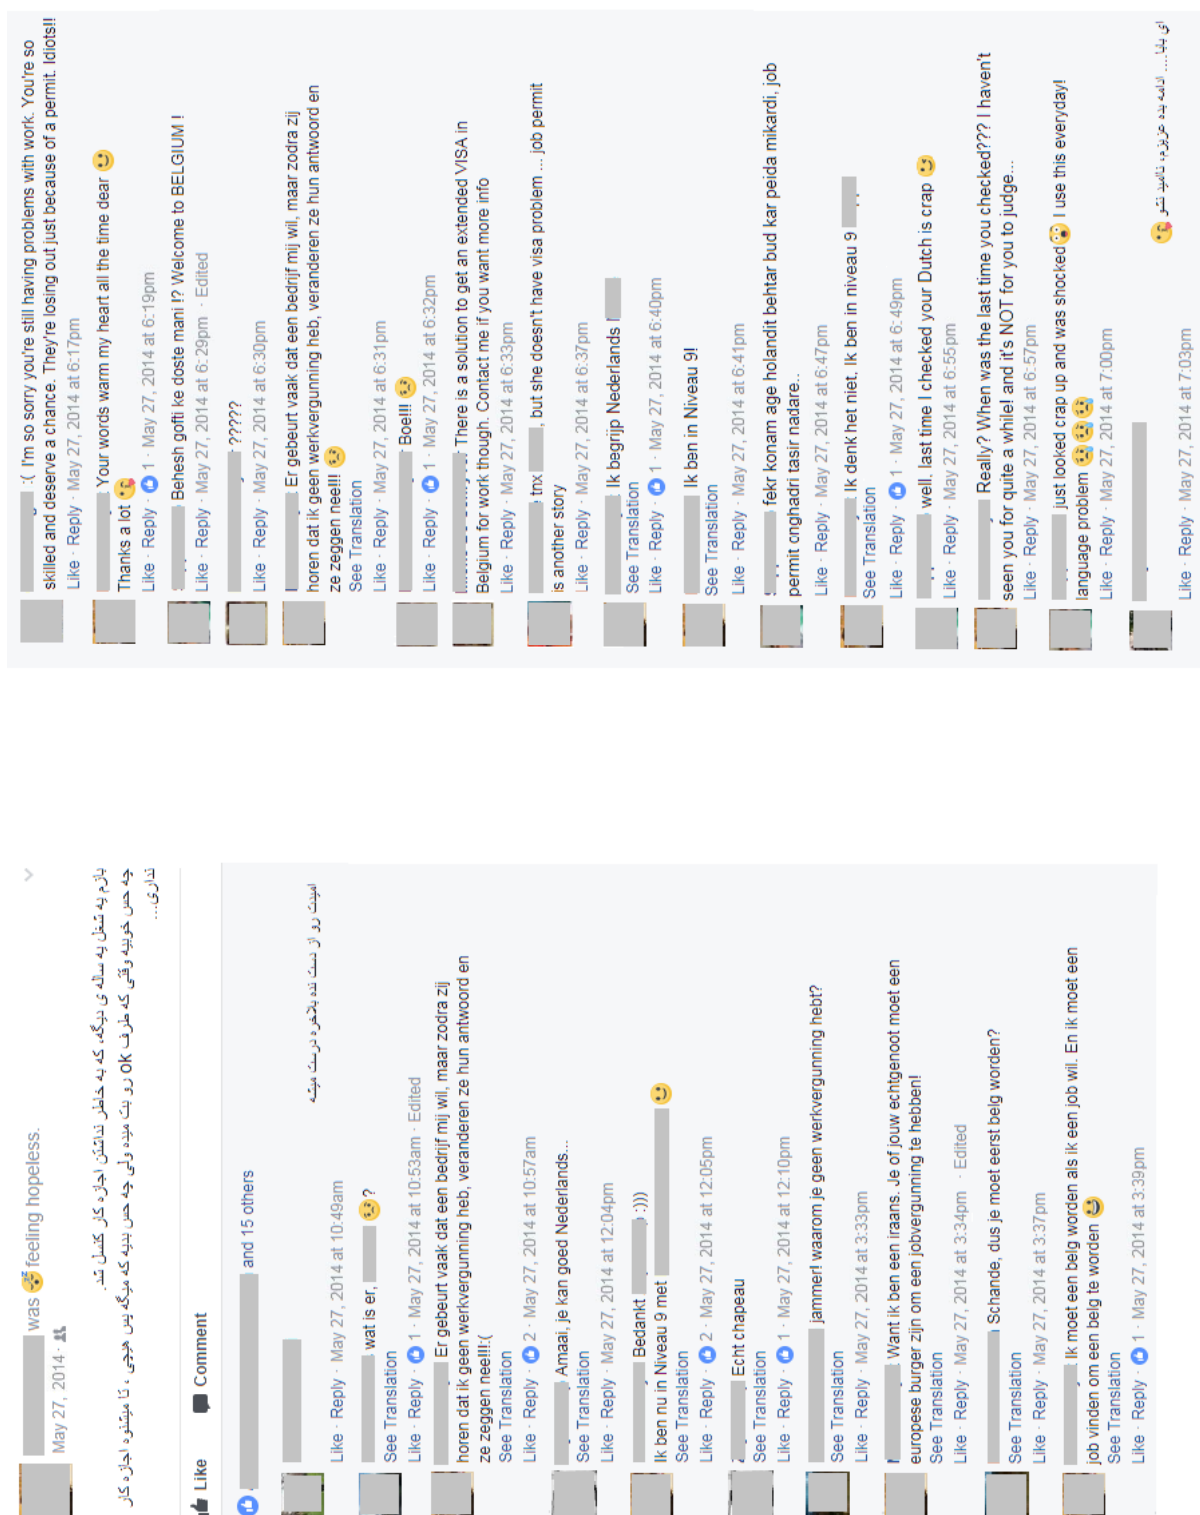 was 😴 feeling hopeless.
May 27, 2014 ·
بازم یه شغل یه ساله ی دیگه، که به خاطر نداشتن اجازه کار کنسل شد.
چه حس خوبیه وقتی که طرف OK رو بت میده ولی چه حس بدیه که میگه پس هیچی ، تا میشنوه اجازه کار
نداری...
Like Comment
and 15 others
امیدت رو از دست نده بلاخره درست میشه
Like · Reply · May 27, 2014 at 10:49am
wat is er, 😢 ?
See Translation
Like · Reply · 1 · May 27, 2014 at 10:53am · Edited
Er gebeurt vaak dat een bedrijf mij wil, maar zodra zij
horen dat ik geen werkvergunning heb, veranderen ze hun antwoord en
ze zeggen nee!!!:(
See Translation
Like · Reply · 2 · May 27, 2014 at 10:57am
Amaai, je kan goed Nederlands...
See Translation
Like · Reply · May 27, 2014 at 12:04pm
Bedankt :)))
Ik ben nu in Niveau 9 met 🙂
See Translation
Like · Reply · 2 · May 27, 2014 at 12:05pm
Echt chapeau
See Translation
Like · Reply · 1 · May 27, 2014 at 12:10pm
jammer! waarom je geen werkvergunning hebt?
See Translation
Like · Reply · May 27, 2014 at 3:33pm
Want ik ben een iraans. Je of jouw echtgenoot moet een
europese burger zijn om een jobvergunning te hebben!
See Translation
Like · Reply · May 27, 2014 at 3:34pm · Edited
Schande, dus je moet eerst belg worden?
See Translation
Like · Reply · May 27, 2014 at 3:37pm
Ik moet een belg worden als ik een job wil. En ik moet een
job vinden om een belg te worden 😀
See Translation
Like · Reply · 1 · May 27, 2014 at 3:39pm
:( I'm so sorry you're still having problems with work. You're so
skilled and deserve a chance. They're losing out just because of a permit. Idiots!!
Like · Reply · May 27, 2014 at 6:17pm
Your words warm my heart all the time dear 🙂
Thanks a lot 😘
Like · Reply · 1 · May 27, 2014 at 6:19pm
Behesh gofti ke doste mani !? Welcome to BELGIUM !
Like · Reply · May 27, 2014 at 6:29pm · Edited
?????
Like · Reply · May 27, 2014 at 6:30pm
Er gebeurt vaak dat een bedrijf mij wil, maar zodra zij
horen dat ik geen werkvergunning heb, veranderen ze hun antwoord en
ze zeggen nee!!! 😢
See Translation
Like · Reply · May 27, 2014 at 6:31pm
Boe!!! 😢
Like · Reply · 1 · May 27, 2014 at 6:32pm
There is a solution to get an extended VISA in
Belgium for work though. Contact me if you want more info
Like · Reply · May 27, 2014 at 6:33pm
tnx , but she doesn't have visa problem ... job permit
is another story
Like · Reply · May 27, 2014 at 6:37pm
Ik begrijp Nederlands
See Translation
Like · Reply · 1 · May 27, 2014 at 6:40pm
Ik ben in Niveau 9!
See Translation
Like · Reply · May 27, 2014 at 6:41pm
fekr konam age holandit behtar bud kar peida mikardi, job
permit onghadri tasir nadare..
Like · Reply · May 27, 2014 at 6:47pm
Ik denk het niet, Ik ben in niveau 9
See Translation
Like · Reply · 1 · May 27, 2014 at 6:49pm
well, last time I checked your Dutch is crap 😉
Like · Reply · May 27, 2014 at 6:55pm
Really? When was the last time you checked??? I haven't
seen you for quite a while! and it's NOT for you to judge...
Like · Reply · May 27, 2014 at 6:57pm
just looked crap up and was shocked 😲 I use this everyday!
language problem 😂 😂 😂 😂
Like · Reply · May 27, 2014 at 7:00pm
ای بابا.... ادامه بده عزیزم، ناامید نشو 😘
Like · Reply · May 27, 2014 at 7:03pm